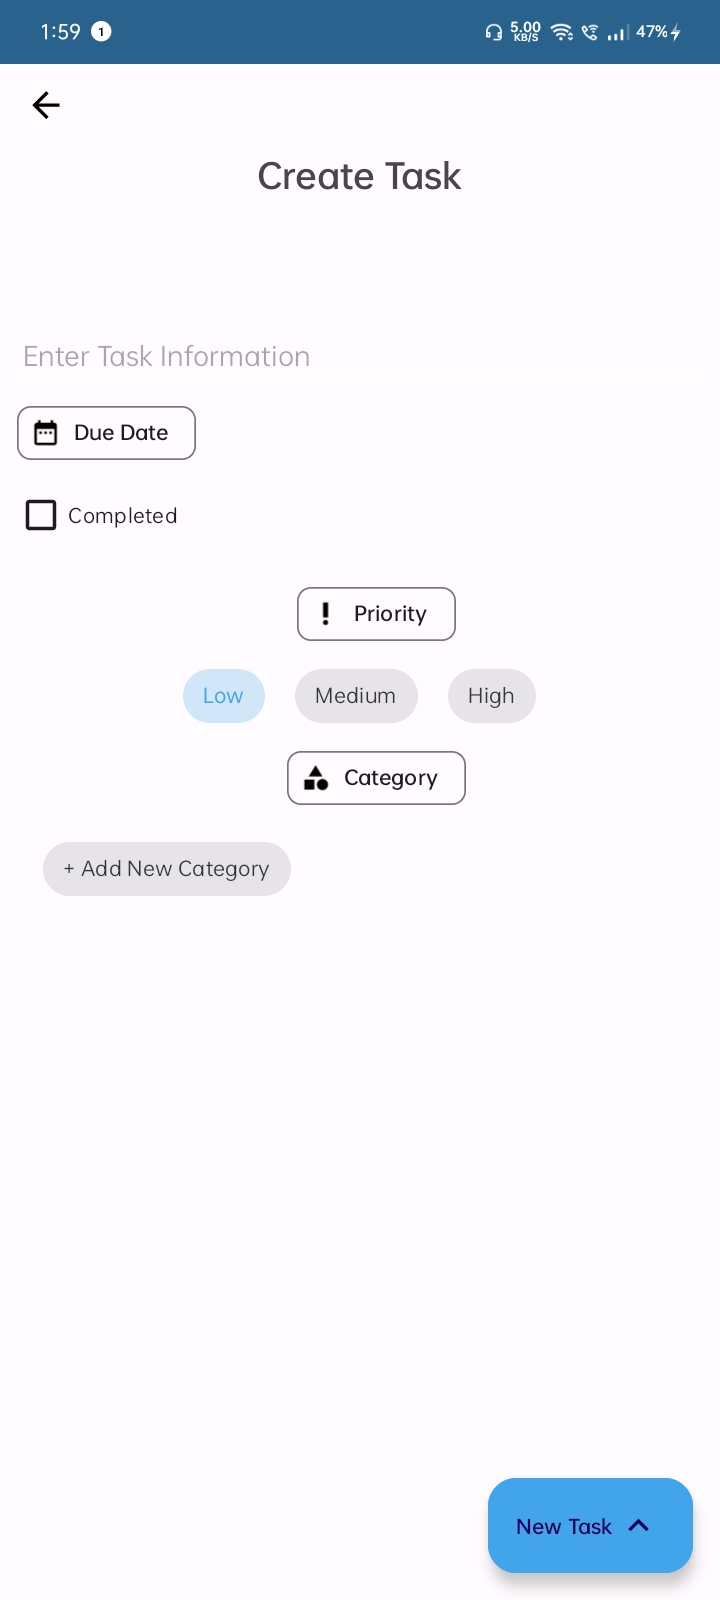 1:59 1 5.00 KB/S 47%
Create Task
Enter Task Information
Due Date
Completed
Priority
Low Medium High
Category
+ Add New Category
New Task